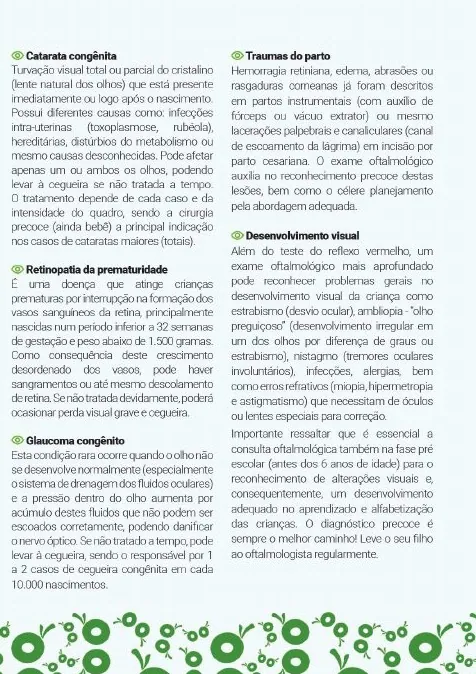 Catarata congênita
Turvação visual total ou parcial do cristalino
(lente natural dos olhos) que está presente
imediatamente ou logo após o nascimento.
Possui diferentes causas como: infecções
intra-uterinas (toxoplasmose, rubéola),
hereditárias, distúrbios do metabolismo ou
mesmo causas desconhecidas. Pode afetar
apenas um ou ambos os olhos, podendo
levar à cegueira se não tratada a tempo.
O tratamento depende de cada caso e da
intensidade do quadro, sendo a cirurgia
precoce (ainda bebê) a principal indicação
nos casos de cataratas maiores (totais).
Retinopatia da prematuridade
É uma doença que atinge crianças
prematuras por interrupção na formação dos
vasos sanguíneos da retina, principalmente
nascidas num período inferior a 32 semanas
de gestação e peso abaixo de 1.500 gramas.
Como consequência deste crescimento
desordenado dos vasos, pode haver
sangramentos ou até mesmo descolamento
de retina. Se não tratada devidamente, poderá
ocasionar perda visual grave e cegueira.
Glaucoma congênito
Esta condição rara ocorre quando o olho não
se desenvolve normalmente (especialmente
o sistema de drenagem dos fluidos oculares)
e a pressão dentro do olho aumenta por
acúmulo destes fluidos que não podem ser
escoados corretamente, podendo danificar
o nervo óptico. Se não tratado a tempo, pode
levar à cegueira, sendo o responsável por 1
a 2 casos de cegueira congênita em cada
10.000 nascimentos.
Traumas do parto
Hemorragia retiniana, edema, abrasões ou
rasgaduras corneanas já foram descritos
em partos instrumentais (com auxílio de
fórceps ou vácuo extrator) ou mesmo
lacerações palpebrais e canaliculares (canal
de escoamento da lágrima) em incisão por
parto cesariana. O exame oftalmológico
auxilia no reconhecimento precoce destas
lesões, bem como o célere planejamento
pela abordagem adequada.
Desenvolvimento visual
Além do teste do reflexo vermelho, um
exame oftalmológico mais aprofundado
pode reconhecer problemas gerais no
desenvolvimento visual da criança como
estrabismo (desvio ocular), ambliopia - "olho
preguiçoso" (desenvolvimento irregular em
um dos olhos por diferença de graus ou
estrabismo), nistagmo (tremores oculares
involuntários), infecções, alergias, bem
como erros refrativos (miopia, hipermetropia
e astigmatismo) que necessitam de óculos
ou lentes especiais para correção.
Importante ressaltar que é essencial a
consulta oftalmológica também na fase pré
escolar (antes dos 6 anos de idade) para o
reconhecimento de alterações visuais e,
consequentemente, um desenvolvimento
adequado no aprendizado e alfabetização
das crianças. O diagnóstico precoce é
sempre o melhor caminho! Leve o seu filho
ao oftalmologista regularmente.